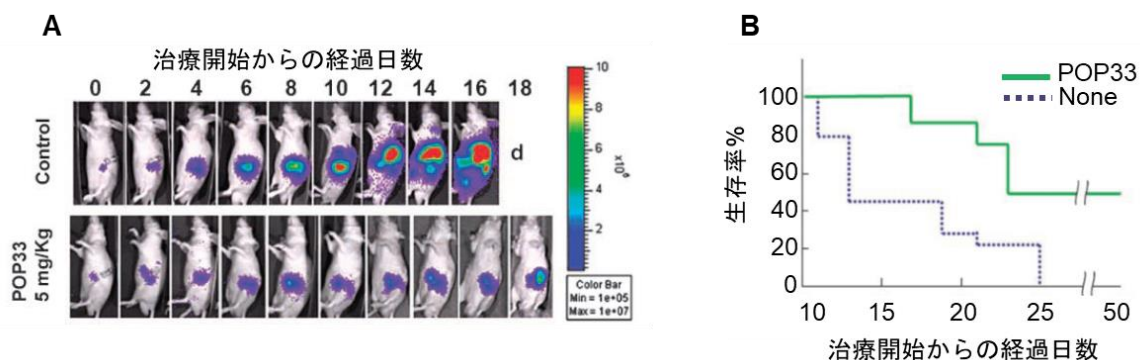 A
治療開始からの経過日数
0 2 4 6 8 10 12 14 16 18
Control
d
POP33
5 mg/Kg
10
8
6
4
2
x10⁶
Color Bar
Min = 1e+05
Max = 1e+07
B
POP33
None
生存率%
100
80
60
40
20
0
10 15 20 25 50
治療開始からの経過日数